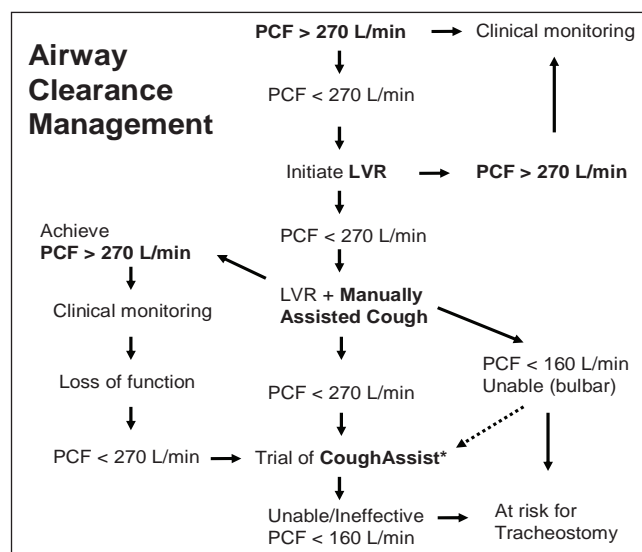 Airway
Clearance
Management
PCF > 270 L/min
Clinical monitoring
PCF < 270 L/min
Initiate LVR
PCF > 270 L/min
PCF < 270 L/min
Achieve
PCF > 270 L/min
LVR + Manually
Assisted Cough
Clinical monitoring
PCF < 160 L/min
Unable (bulbar)
Loss of function
PCF < 270 L/min
PCF < 270 L/min
Trial of CoughAssist*
Unable/Ineffective
PCF < 160 L/min
At risk for
Tracheostomy